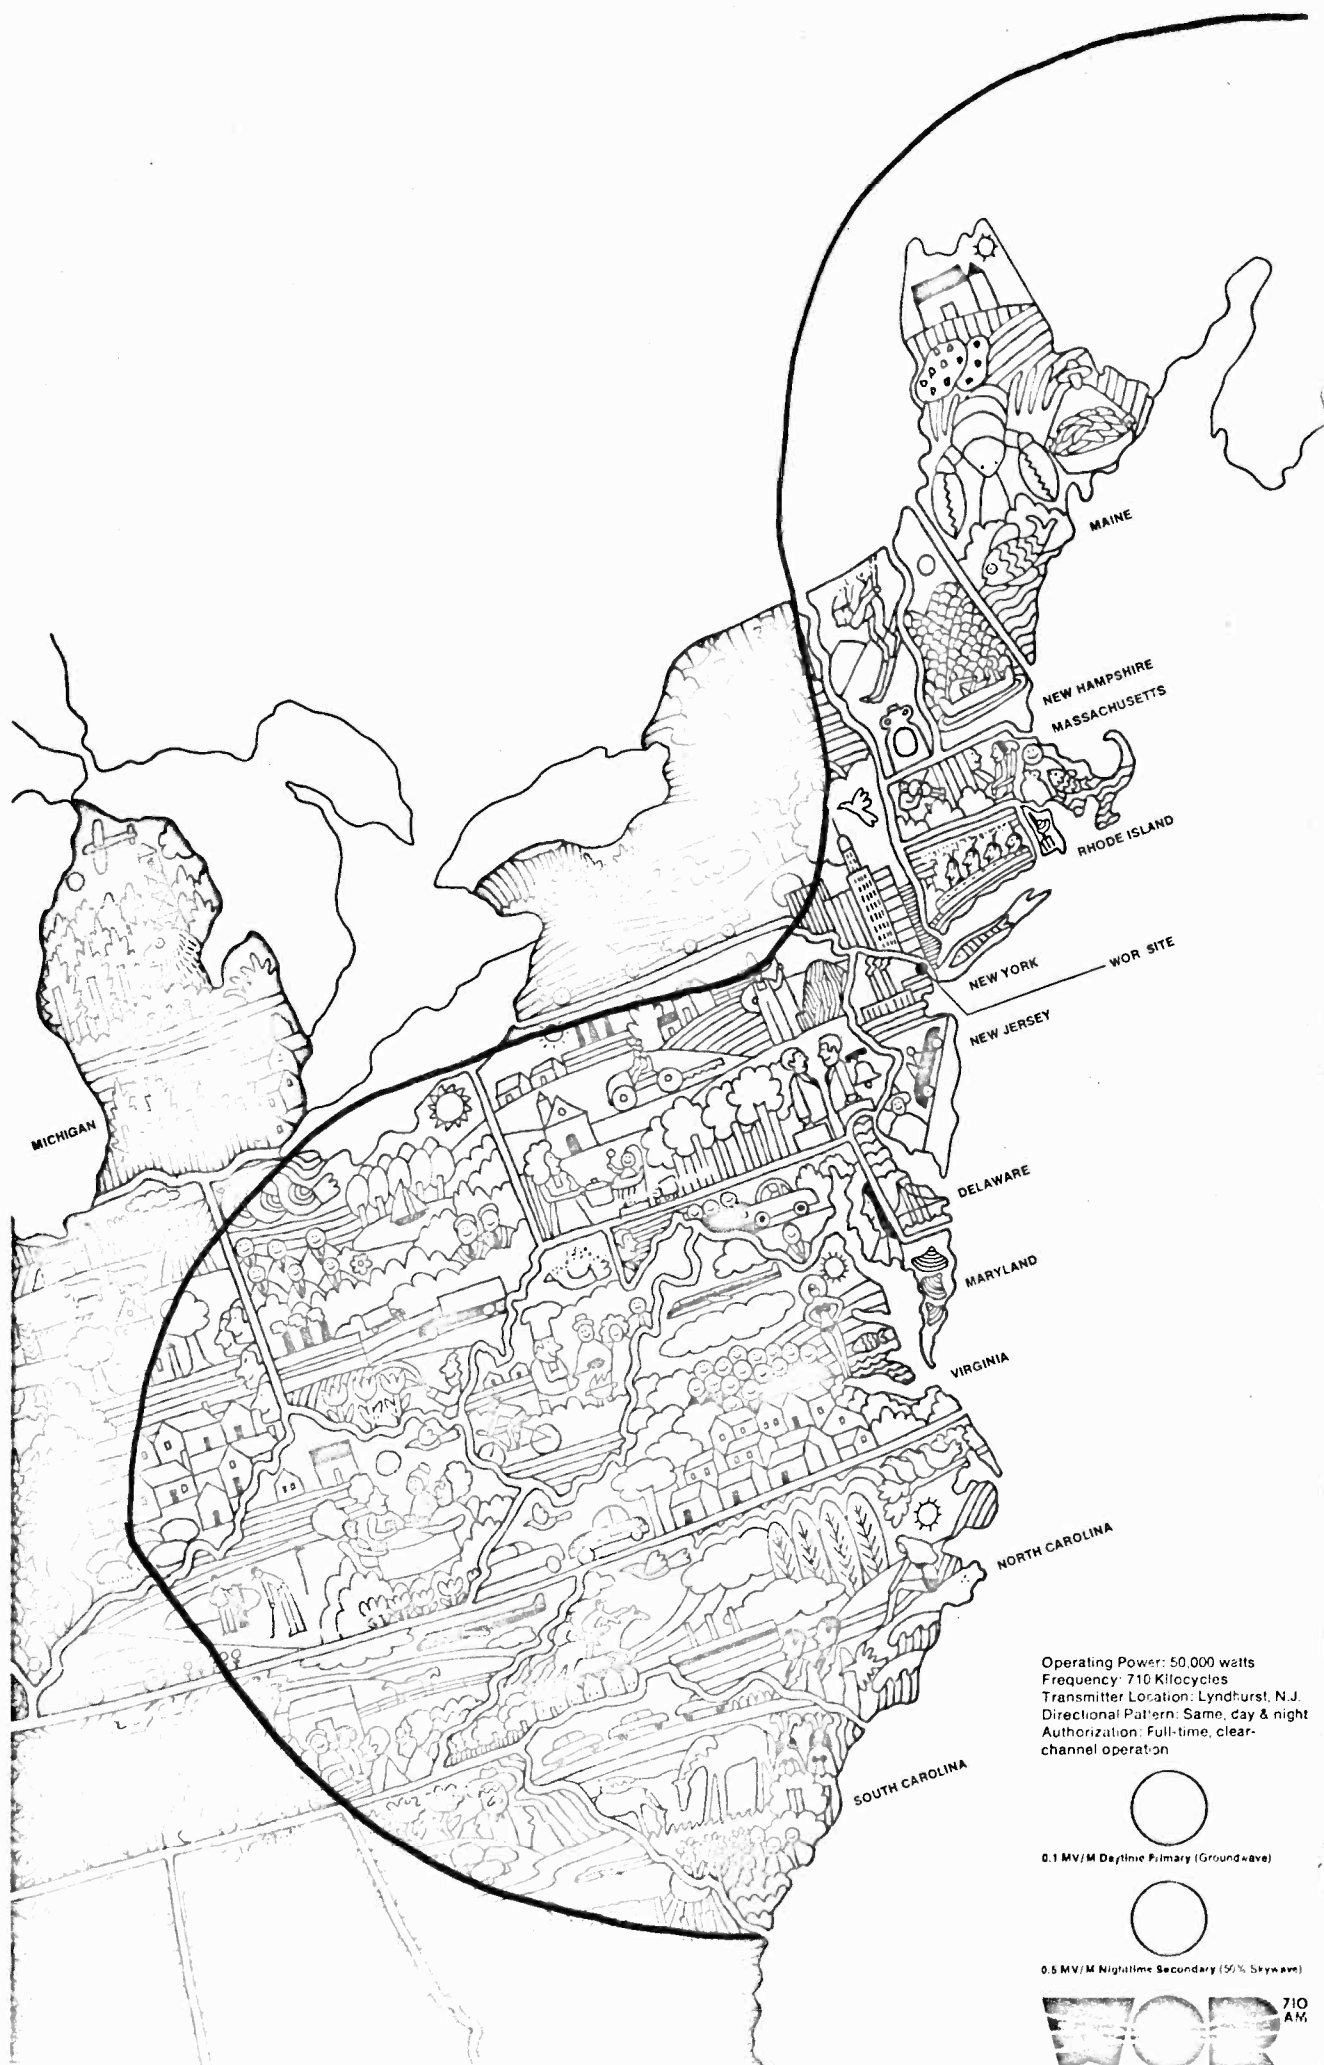 MAINE
NEW HAMPSHIRE
MASSACHUSETTS
RHODE ISLAND
NEW YORK
WOR SITE
NEW JERSEY
MICHIGAN
DELAWARE
MARYLAND
VIRGINIA
NORTH CAROLINA
SOUTH CAROLINA
Operating Power: 50,000 watts
Frequency: 710 Kilocycles
Transmitter Location: Lyndhurst, N.J.
Directional Pattern: Same, day & night
Authorization: Full-time, clear-
channel operation
0.1 MV/M Daytime Primary (Groundwave)
0.5 MV/M Nighttime Secondary (50% Skywave)
WOR 710
AM